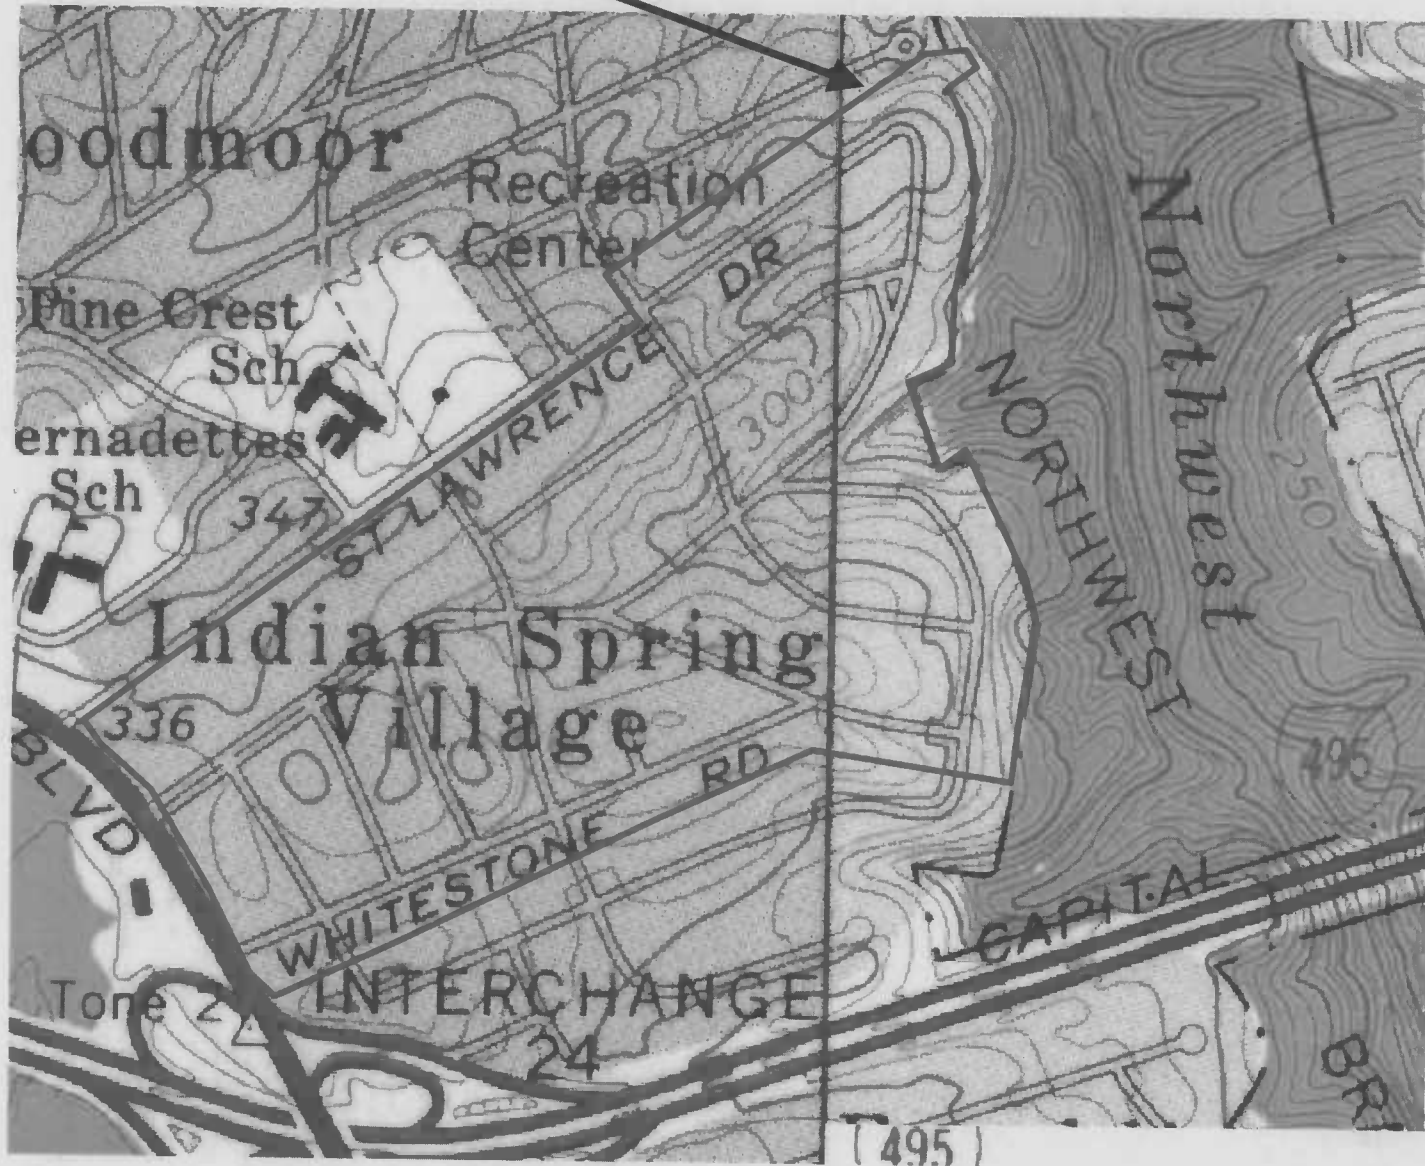 oodmoor
Recreation
Center
Pine Crest
Sch
ernadettes
Sch
347
ST LAWRENCE DR
300
Indian Spring
Village
336
BLVD
WHITESTONE RD
Tone 2
INTERCHANGE
24
Northwest
NORTHWEST
250
495
CAPITAL
BR
(495)